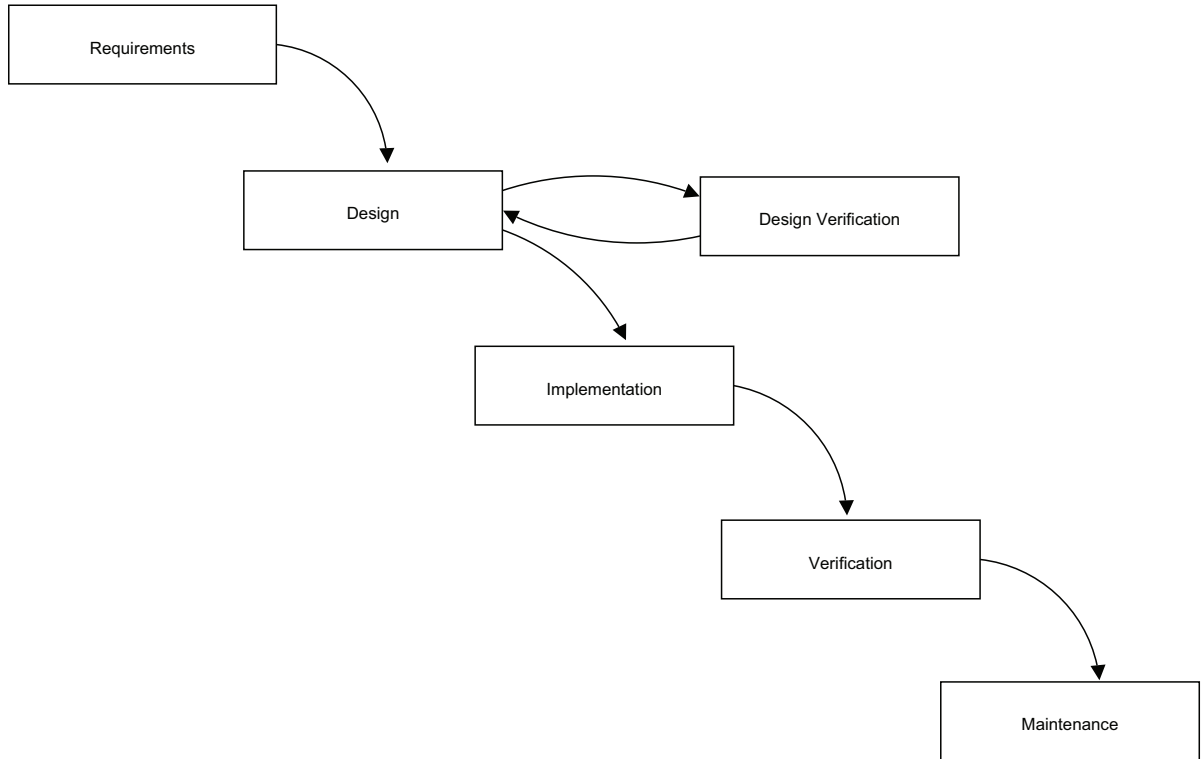 Requirements
Design
Design Verification
Implementation
Verification
Maintenance